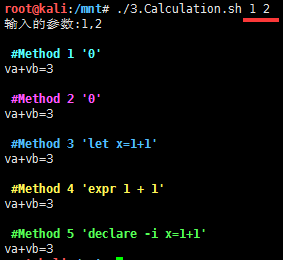 root@kali:/mnt# ./3.Calculation.sh 1 2
输入的参数:1,2
#Method 1 '0'
va+vb=3
#Method 2 '0'
va+vb=3
#Method 3 'let x=1+1'
va+vb=3
#Method 4 'expr 1 + 1'
va+vb=3
#Method 5 'declare -i x=1+1'
va+vb=3